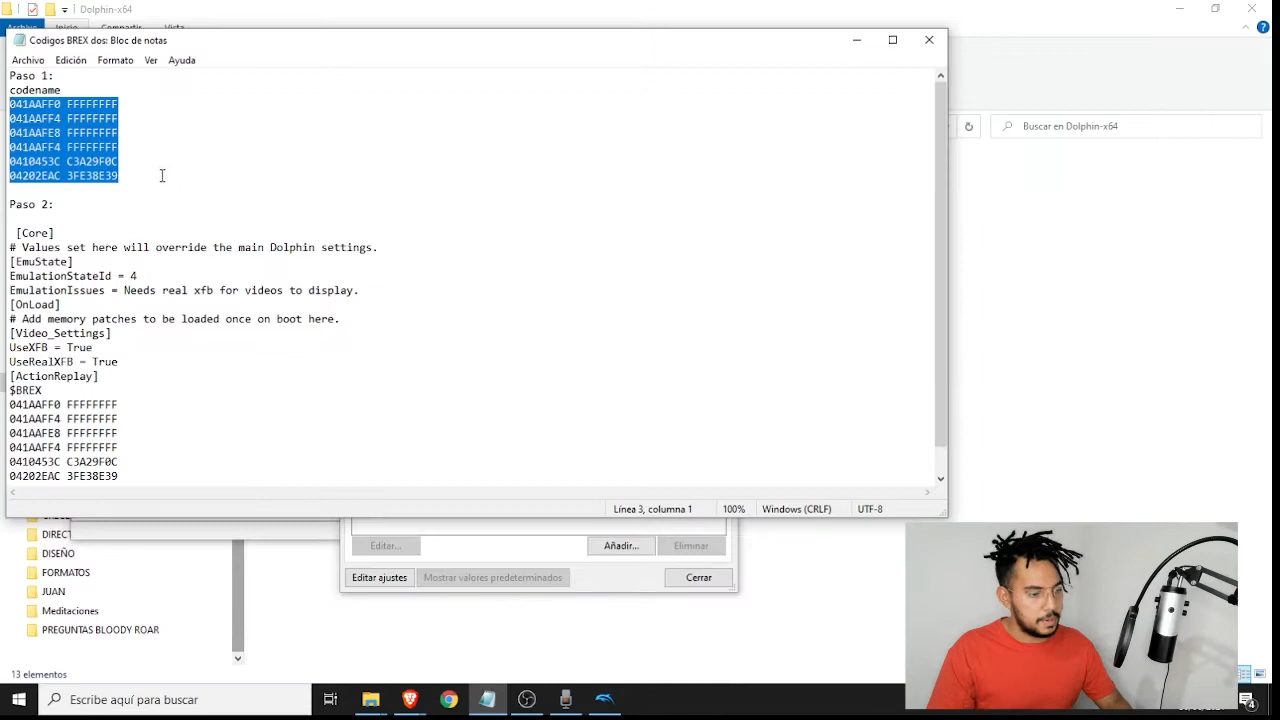 Dolphin-x64
Archivo Inicio Compartir Vista
Codigos BREX dos: Bloc de notas
Archivo Edición Formato Ver Ayuda
Paso 1:
codename
041AAFF0 FFFFFFFF
041AAFF4 FFFFFFFF
041AAFE8 FFFFFFFF
041AAFF4 FFFFFFFF
0410453C C3A29F0C
04202EAC 3FE38E39
Paso 2:
[Core]
# Values set here will override the main Dolphin settings.
[EmuState]
EmulationStateId = 4
EmulationIssues = Needs real xfb for videos to display.
[OnLoad]
# Add memory patches to be loaded once on boot here.
[Video_Settings]
UseXFB = True
UseRealXFB = True
[ActionReplay]
$BREX
041AAFF0 FFFFFFFF
041AAFF4 FFFFFFFF
041AAFE8 FFFFFFFF
041AAFF4 FFFFFFFF
0410453C C3A29F0C
04202EAC 3FE38E39
Línea 3, columna 1 100% Windows (CRLF) UTF-8
Buscar en Dolphin-x64
DIRECT
DISEÑO
FORMATOS
JUAN
Meditaciones
PREGUNTAS BLOODY ROAR
Editar... Añadir... Eliminar
Editar ajustes Mostrar valores predeterminados Cerrar
13 elementos
Escribe aquí para buscar
4